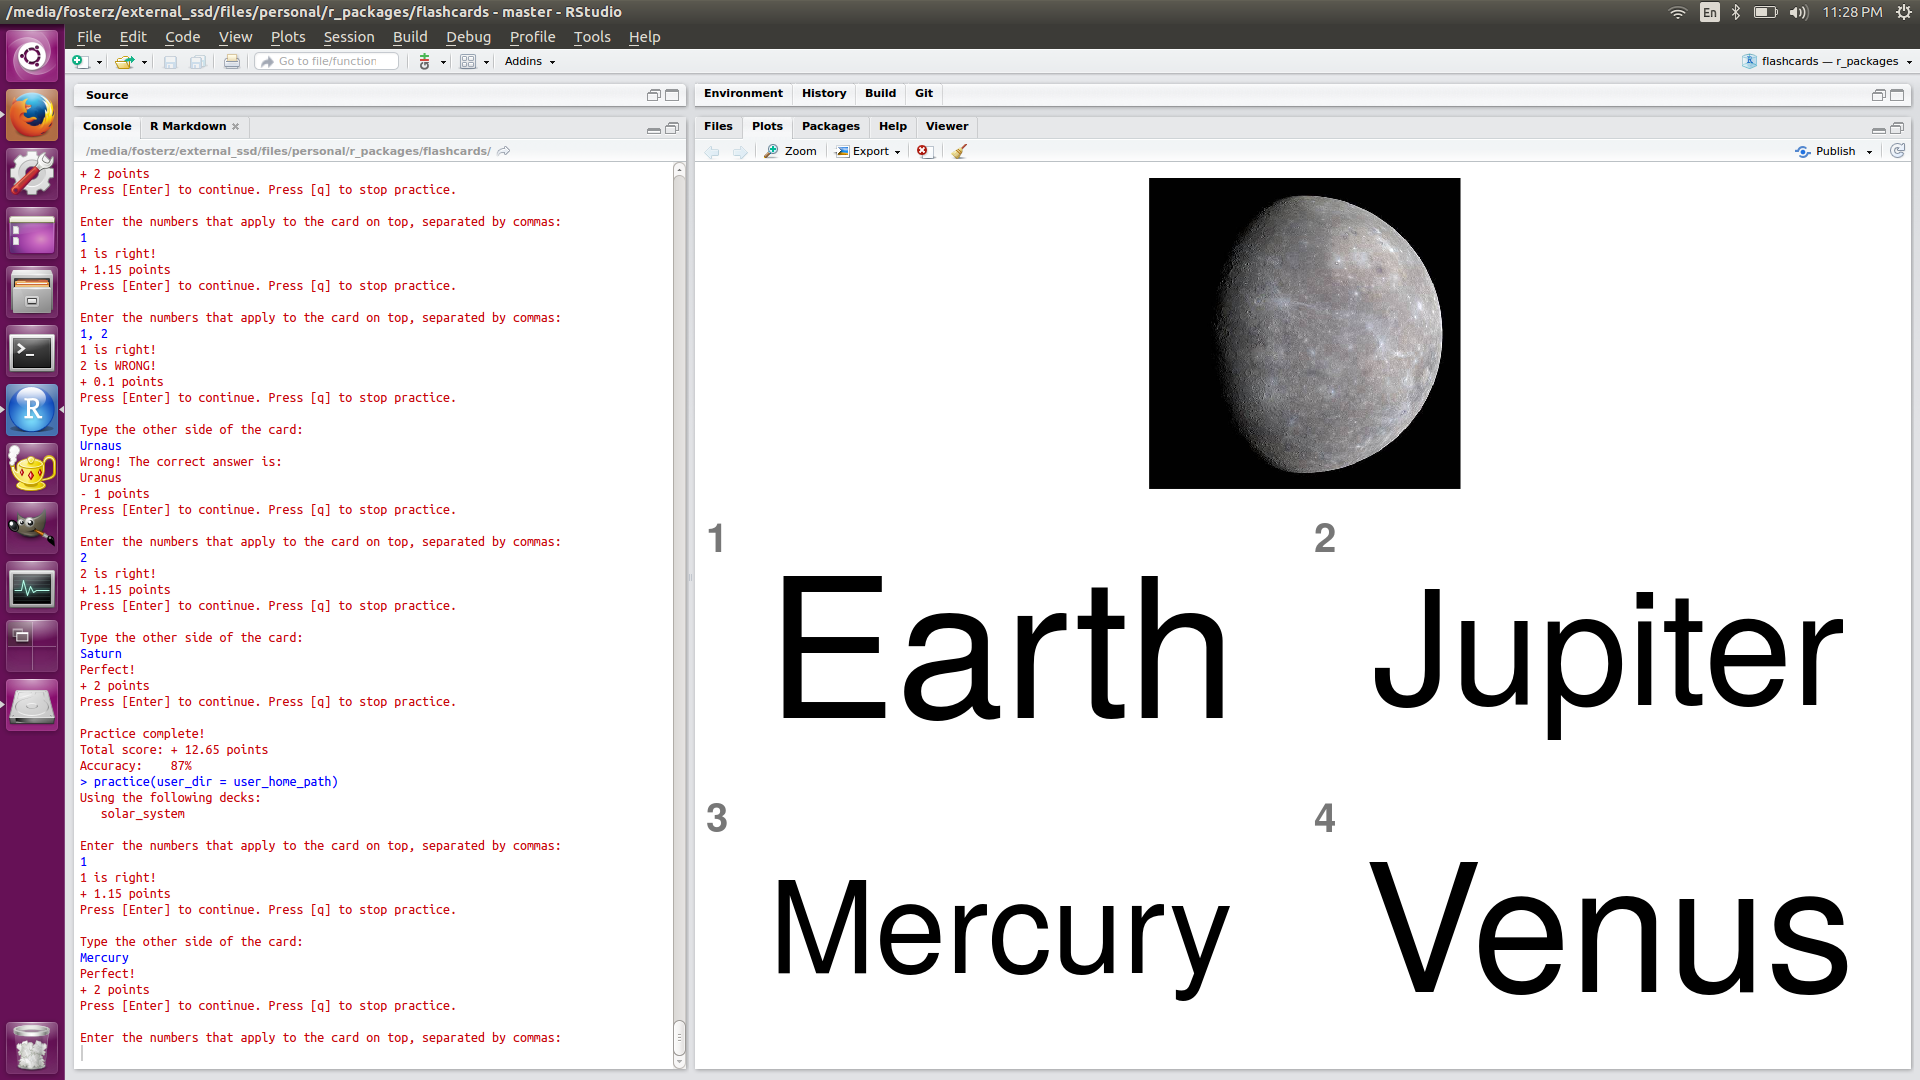 /media/fosterz/external_ssd/files/personal/r_packages/flashcards - master - RStudio
En
11:28 PM
File Edit Code View Plots Session Build Debug Profile Tools Help
Go to file/function
Addins
flashcards — r_packages
Source
Console R Markdown
/media/fosterz/external_ssd/files/personal/r_packages/flashcards/
+ 2 points
Press [Enter] to continue. Press [q] to stop practice.
Enter the numbers that apply to the card on top, separated by commas:
1
1 is right!
+ 1.15 points
Press [Enter] to continue. Press [q] to stop practice.
Enter the numbers that apply to the card on top, separated by commas:
1, 2
1 is right!
2 is WRONG!
+ 0.1 points
Press [Enter] to continue. Press [q] to stop practice.
Type the other side of the card:
Urnaus
Wrong! The correct answer is:
Uranus
- 1 points
Press [Enter] to continue. Press [q] to stop practice.
Enter the numbers that apply to the card on top, separated by commas:
2
2 is right!
+ 1.15 points
Press [Enter] to continue. Press [q] to stop practice.
Type the other side of the card:
Saturn
Perfect!
+ 2 points
Press [Enter] to continue. Press [q] to stop practice.
Practice complete!
Total score: + 12.65 points
Accuracy: 87%
> practice(user_dir = user_home_path)
Using the following decks:
solar_system
Enter the numbers that apply to the card on top, separated by commas:
1
1 is right!
+ 1.15 points
Press [Enter] to continue. Press [q] to stop practice.
Type the other side of the card:
Mercury
Perfect!
+ 2 points
Press [Enter] to continue. Press [q] to stop practice.
Enter the numbers that apply to the card on top, separated by commas:
Environment History Build Git
Files Plots Packages Help Viewer
Zoom Export Publish
1 2
Earth Jupiter
3 4
Mercury Venus